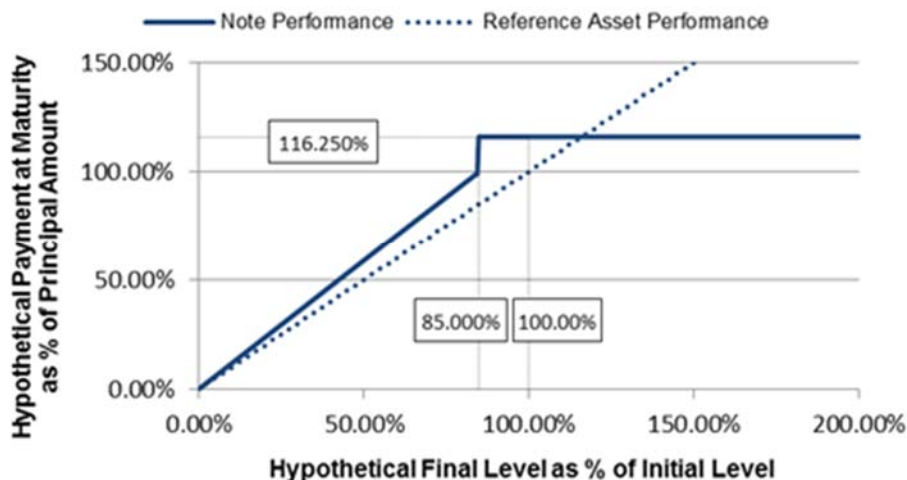 Note Performance Reference Asset Performance
Hypothetical Payment at Maturity
as % of Principal Amount
150.00%
116.250%
100.00%
50.00%
85.000% 100.00%
0.00%
0.00% 50.00% 100.00% 150.00% 200.00%
Hypothetical Final Level as % of Initial Level